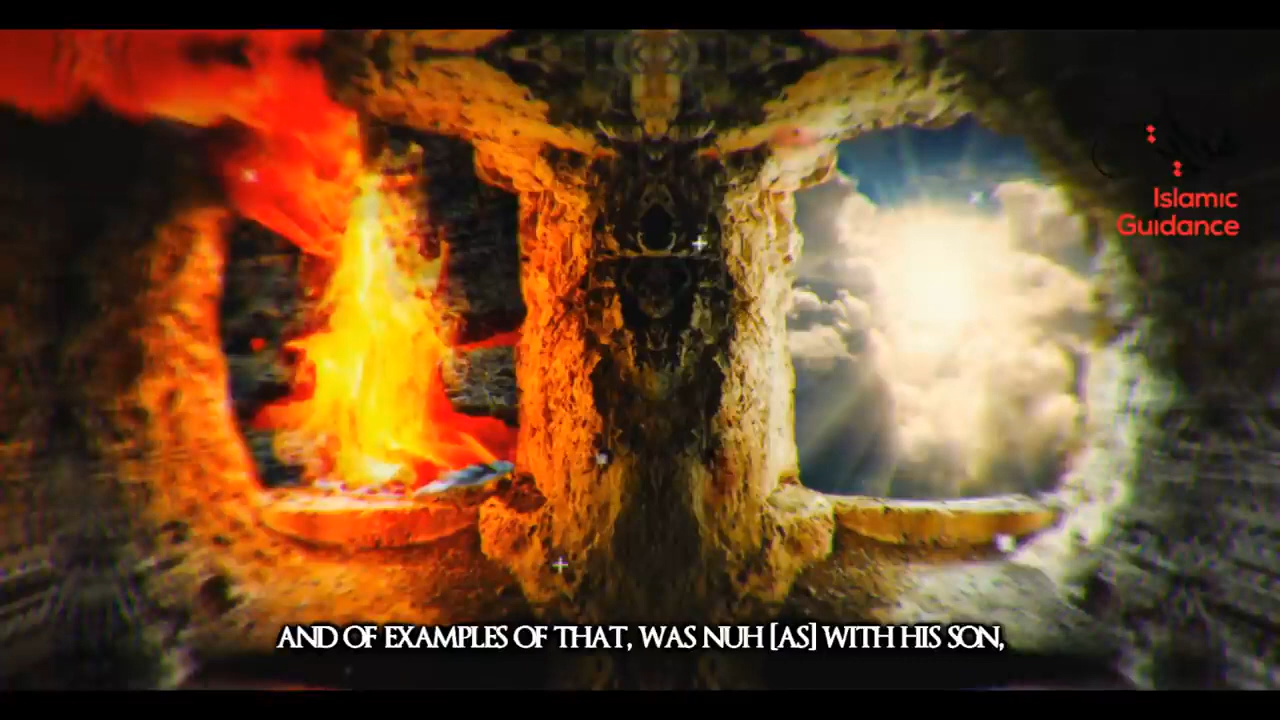 Islamic
Guidance
AND OF EXAMPLES OF THAT, WAS NUH [AS] WITH HIS SON,